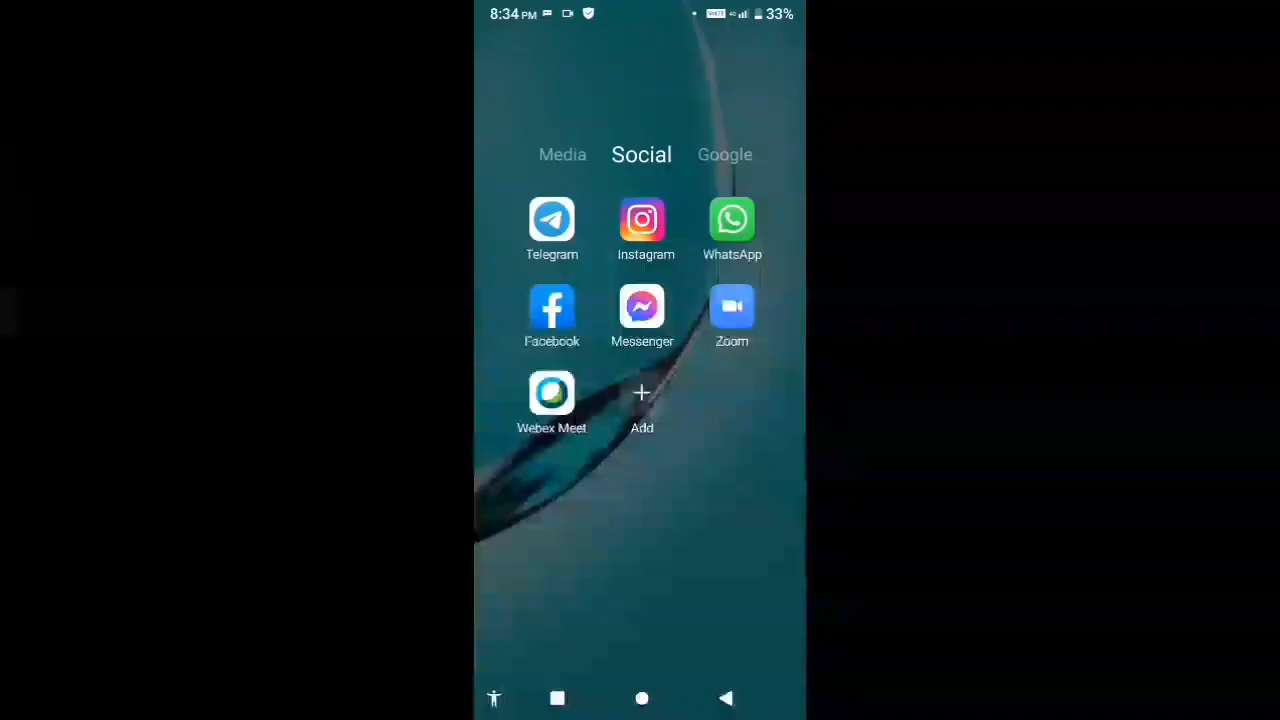 8:34 PM 33%
Media Social Google
Telegram Instagram WhatsApp
Facebook Messenger Zoom
Webex Meet Add